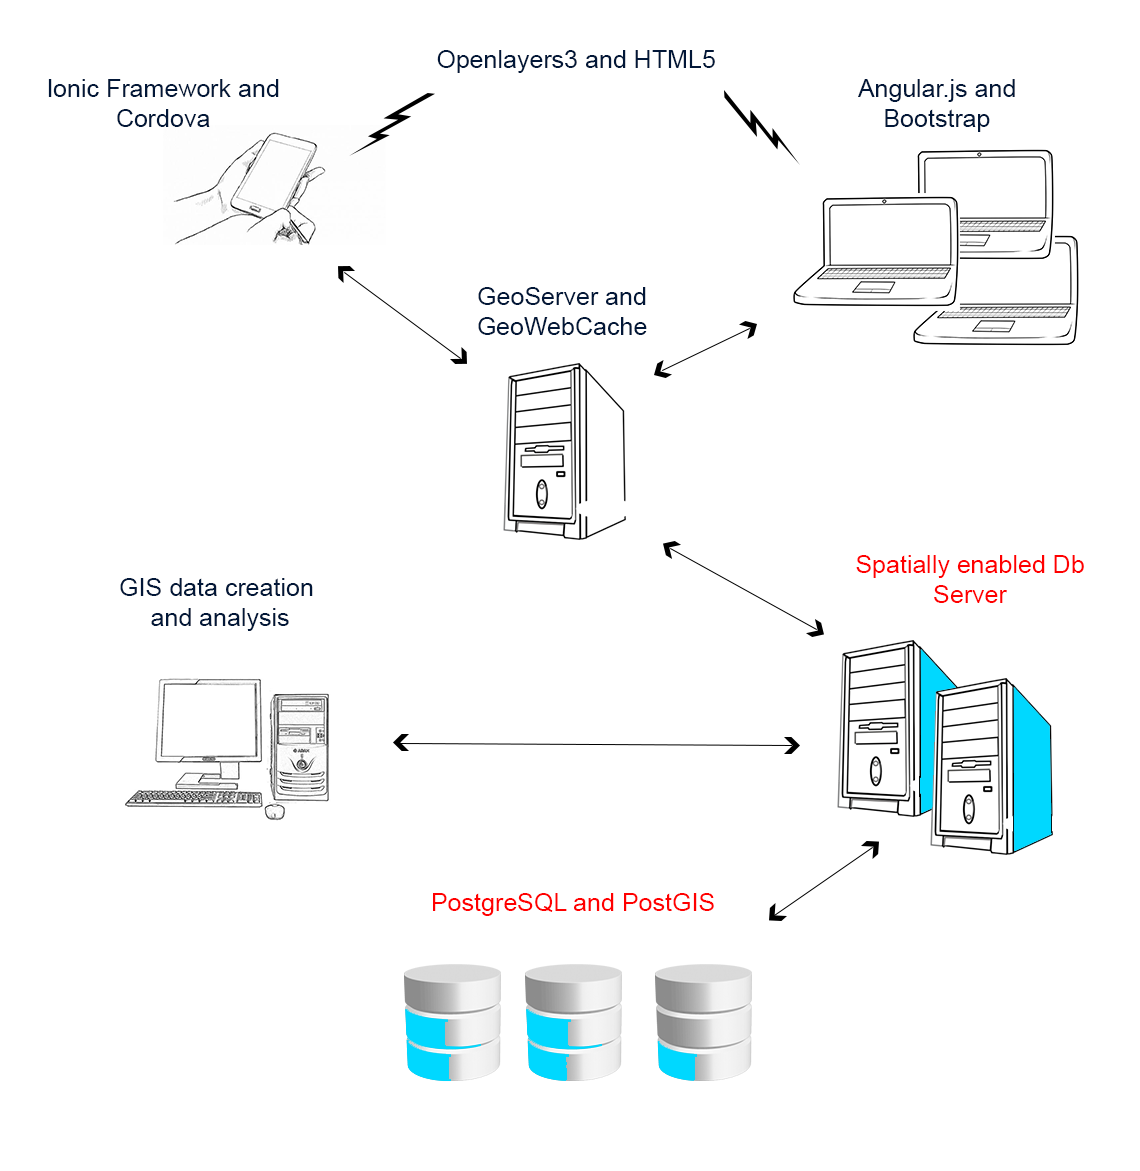 Openlayers3 and HTML5
Ionic Framework and
Cordova
Angular.js and
Bootstrap
GeoServer and
GeoWebCache
Spatially enabled Db
Server
GIS data creation
and analysis
PostgreSQL and PostGIS